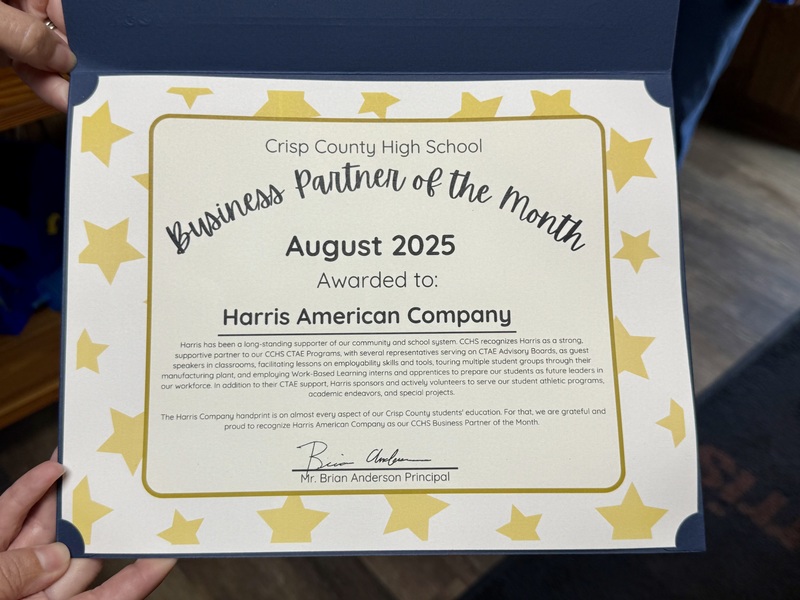 Crisp County High School
Business Partner of the Month
August 2025
Awarded to:
Harris American Company
Harris has been a long-standing supporter of our community and school system. CCHS recognizes Harris as a strong,
supportive partner to our CCHS CTAE Programs, with several representatives serving on CTAE Advisory Boards, as guest
speakers in classrooms, facilitating lessons on employability skills and tools, touring multiple student groups through their
manufacturing plant, and employing Work-Based Learning interns and apprentices to prepare our students as future leaders in
our workforce. In addition to their CTAE support, Harris sponsors and actively volunteers to serve our student athletic programs,
academic endeavors, and special projects.
The Harris Company handprint is on almost every aspect of our Crisp County students' education. For that, we are grateful and
proud to recognize Harris American Company as our CCHS Business Partner of the Month.
Brian Anderson
Mr. Brian Anderson Principal